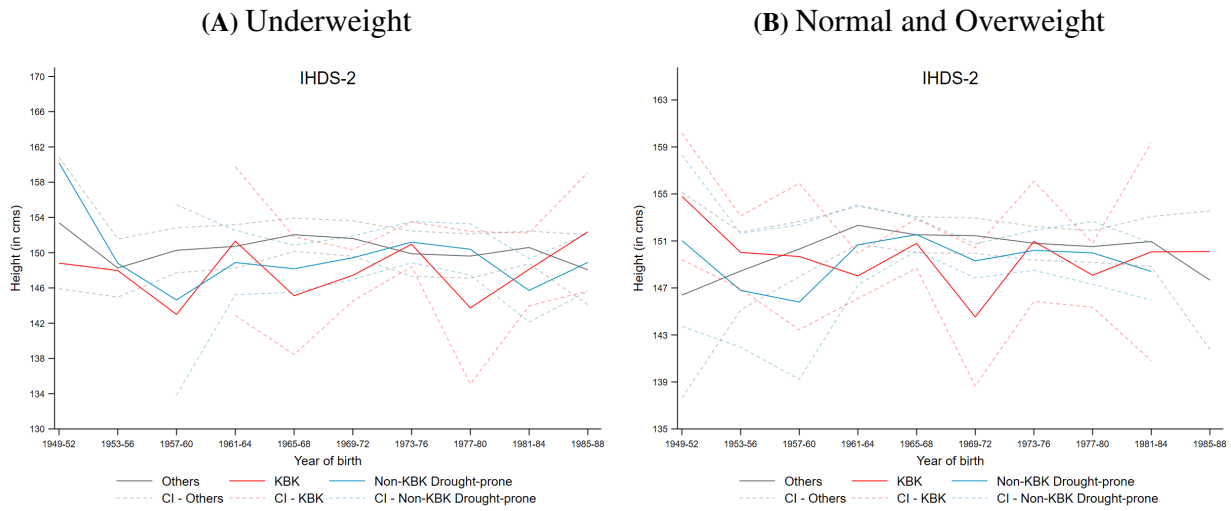 (A) Underweight
IHDS-2
Height (in cms)
170
166
162
158
154
150
146
142
138
134
130
1949-52 1953-56 1957-60 1961-64 1965-68 1969-72 1973-76 1977-80 1981-84 1985-88
Year of birth
Others KBK Non-KBK Drought-prone
CI - Others CI - KBK CI - Non-KBK Drought-prone
(B) Normal and Overweight
IHDS-2
Height (in cms)
163
159
155
151
147
143
139
135
1949-52 1953-56 1957-60 1961-64 1965-68 1969-72 1973-76 1977-80 1981-84 1985-88
Year of birth
Others KBK Non-KBK Drought-prone
CI - Others CI - KBK CI - Non-KBK Drought-prone